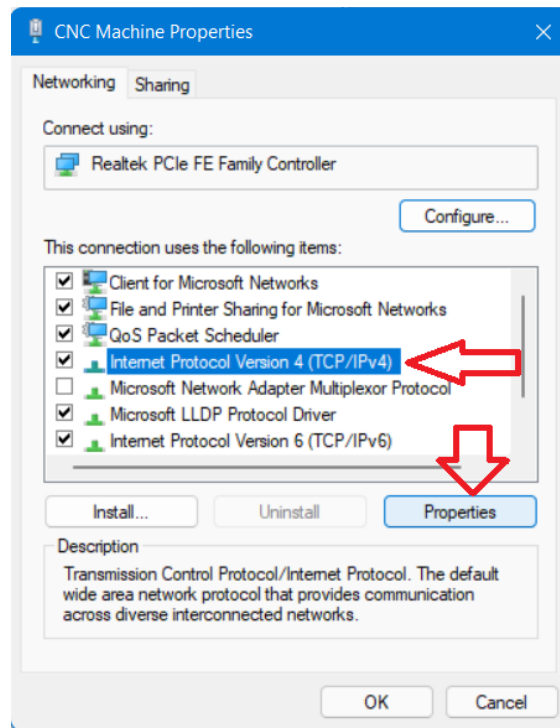 CNC Machine Properties
Networking
Sharing
Connect using:
Realtek PCIe FE Family Controller
Configure...
This connection uses the following items:
Client for Microsoft Networks
File and Printer Sharing for Microsoft Networks
QoS Packet Scheduler
Internet Protocol Version 4 (TCP/IPv4)
Microsoft Network Adapter Multiplexor Protocol
Microsoft LLDP Protocol Driver
Internet Protocol Version 6 (TCP/IPv6)
Install...
Uninstall
Properties
Description
Transmission Control Protocol/Internet Protocol. The default
wide area network protocol that provides communication
across diverse interconnected networks.
OK
Cancel